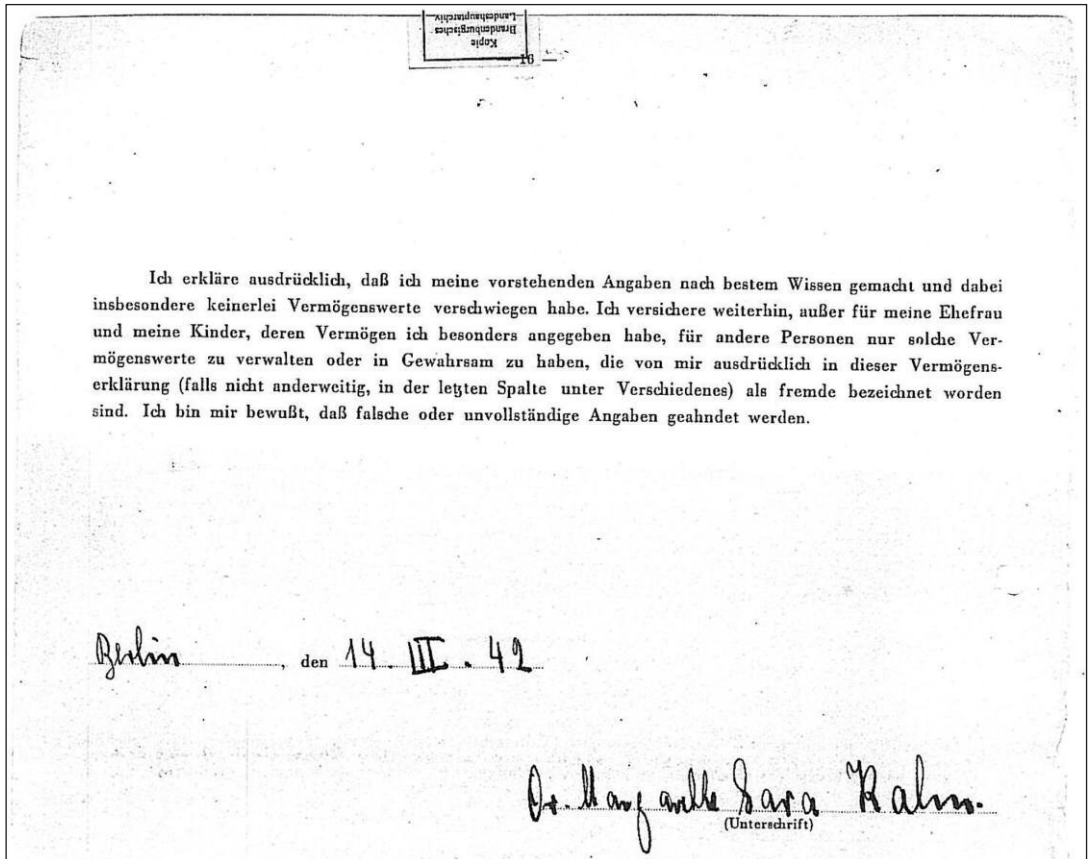 Kopie
Brandenburgisches
Landeshauptarchiv
— 16 —
Ich erkläre ausdrücklich, daß ich meine vorstehenden Angaben nach bestem Wissen gemacht und dabei
insbesondere keinerlei Vermögenswerte verschwiegen habe. Ich versichere weiterhin, außer für meine Ehefrau
und meine Kinder, deren Vermögen ich besonders angegeben habe, für andere Personen nur solche Ver-
mögenswerte zu verwalten oder in Gewahrsam zu haben, die von mir ausdrücklich in dieser Vermögens-
erklärung (falls nicht anderweitig, in der letzten Spalte unter Verschiedenes) als fremde bezeichnet worden
sind. Ich bin mir bewußt, daß falsche oder unvollständige Angaben geahndet werden.
Berlin, den 14. III. 42
Dr. Margarethe Sara Kahn.
(Unterschrift)